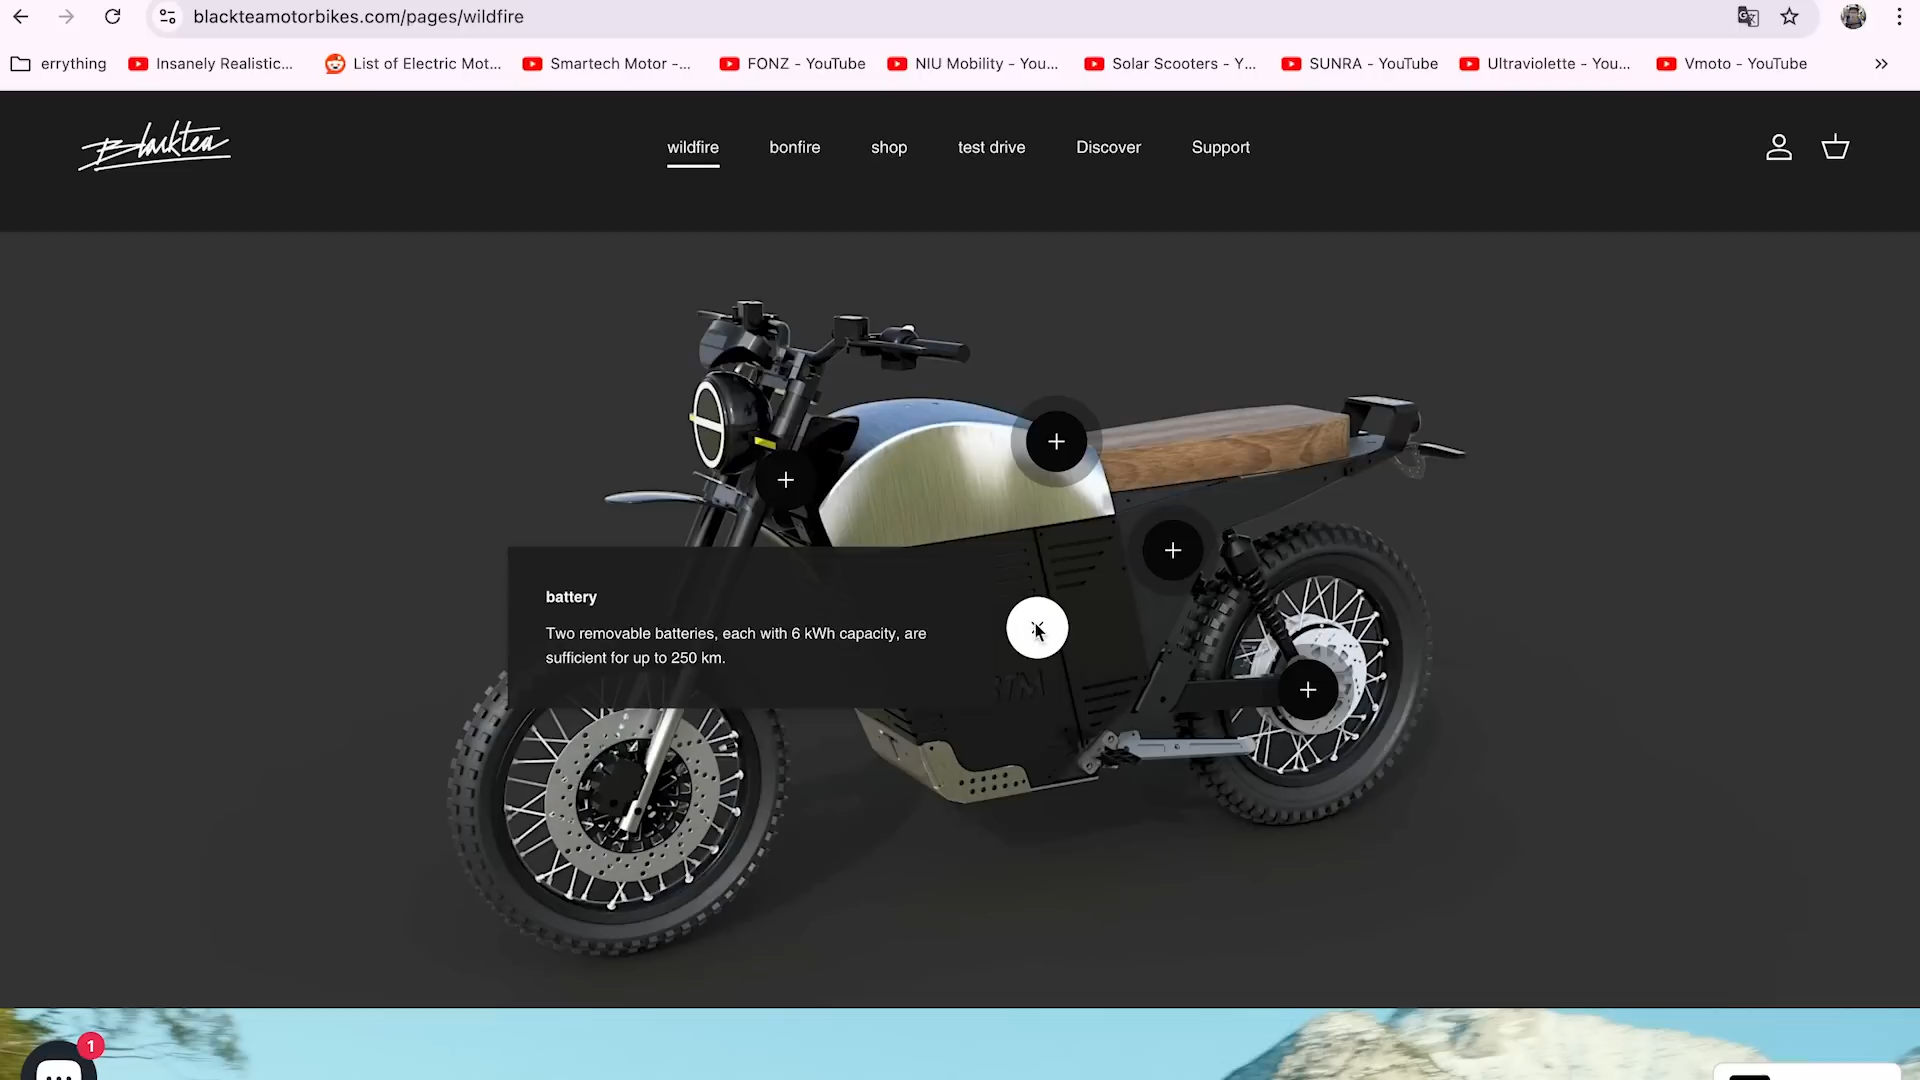 blackteamotorbikes.com/pages/wildfire
errything
Insanely Realistic...
List of Electric Mot...
Smartech Motor -...
FONZ - YouTube
NIU Mobility - You...
Solar Scooters - Y...
SUNRA - YouTube
Ultraviolette - You...
Vmoto - YouTube
Blacktea
wildfire
bonfire
shop
test drive
Discover
Support
battery
Two removable batteries, each with 6 kWh capacity, are
sufficient for up to 250 km.
BTM
1